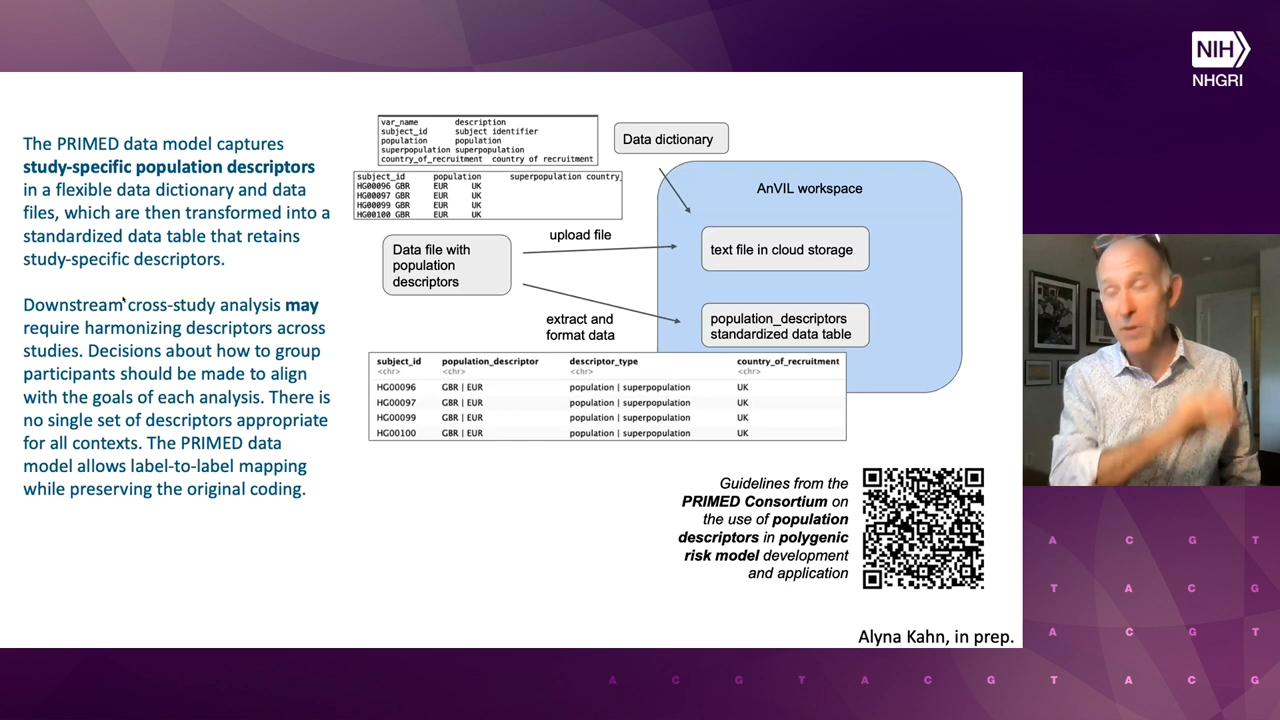 NIH
NHGRI
The PRIMED data model captures
study-specific population descriptors
in a flexible data dictionary and data
files, which are then transformed into a
standardized data table that retains
study-specific descriptors.
Downstream cross-study analysis may
require harmonizing descriptors across
studies. Decisions about how to group
participants should be made to align
with the goals of each analysis. There is
no single set of descriptors appropriate
for all contexts. The PRIMED data
model allows label-to-label mapping
while preserving the original coding.
var_name description
subject_id subject identifier
population population
superpopulation superpopulation
country_of_recruitment country of recruitment
Data dictionary
subject_id population superpopulation country_
HG00096 GBR EUR UK
HG00097 GBR EUR UK
HG00099 GBR EUR UK
HG00100 GBR EUR UK
AnVIL workspace
Data file with
population
descriptors
upload file
text file in cloud storage
extract and
format data
population_descriptors
standardized data table
subject_id population_descriptor descriptor_type country_of_recruitment
<chr> <chr> <chr> <chr>
HG00096 GBR | EUR population | superpopulation UK
HG00097 GBR | EUR population | superpopulation UK
HG00099 GBR | EUR population | superpopulation UK
HG00100 GBR | EUR population | superpopulation UK
Guidelines from the
PRIMED Consortium on
the use of population
descriptors in polygenic
risk model development
and application
Alyna Kahn, in prep.
A C G T
T A C G
A C G T
A C G T A C G T A C G